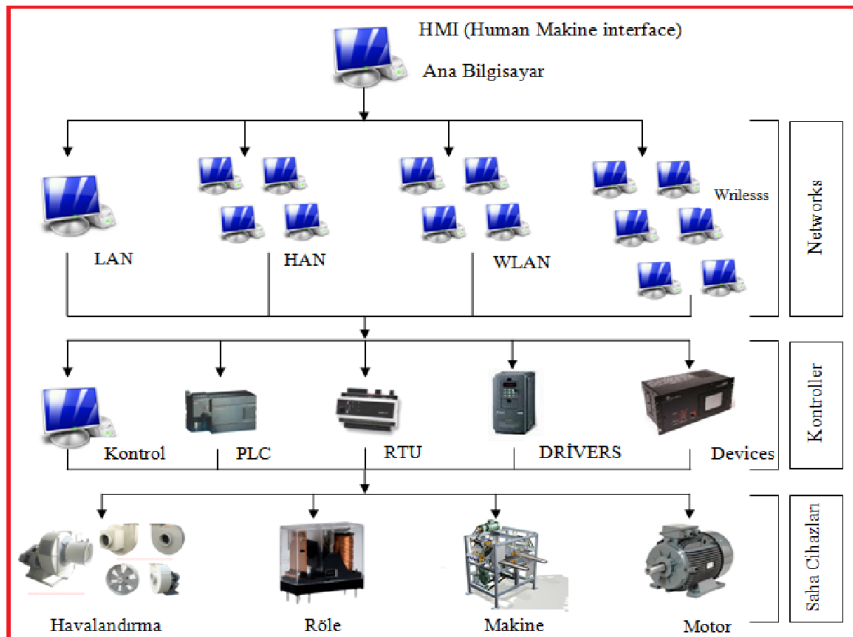 HMI (Human Makine interface)
Ana Bilgisayar
Wrilesss
LAN
HAN
WLAN
Networks
Kontrol
PLC
RTU
DRİVERS
Devices
Kontroller
Havalandırma
Röle
Makine
Motor
Saha Cihazları